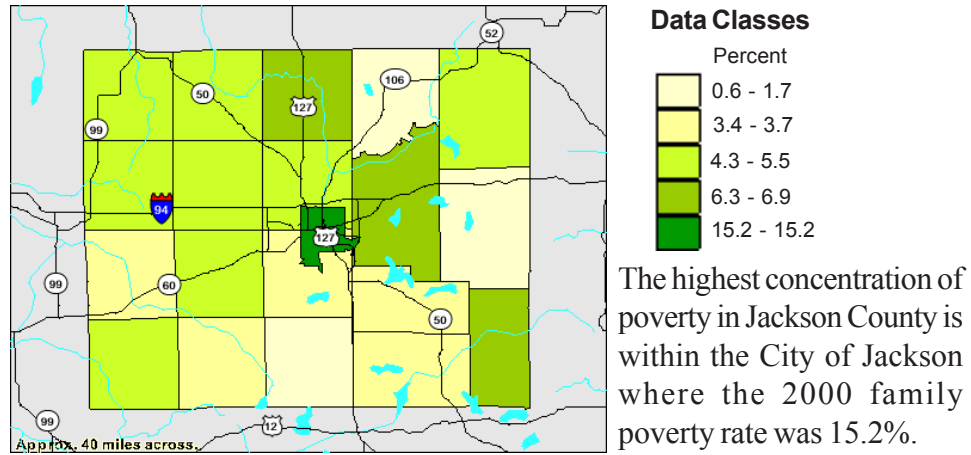 52
106
50
127
99
94
127
99
60
50
99
12
Approx. 40 miles across.
Data Classes
Percent
0.6 - 1.7
3.4 - 3.7
4.3 - 5.5
6.3 - 6.9
15.2 - 15.2
The highest concentration of
poverty in Jackson County is
within the City of Jackson
where the 2000 family
poverty rate was 15.2%.